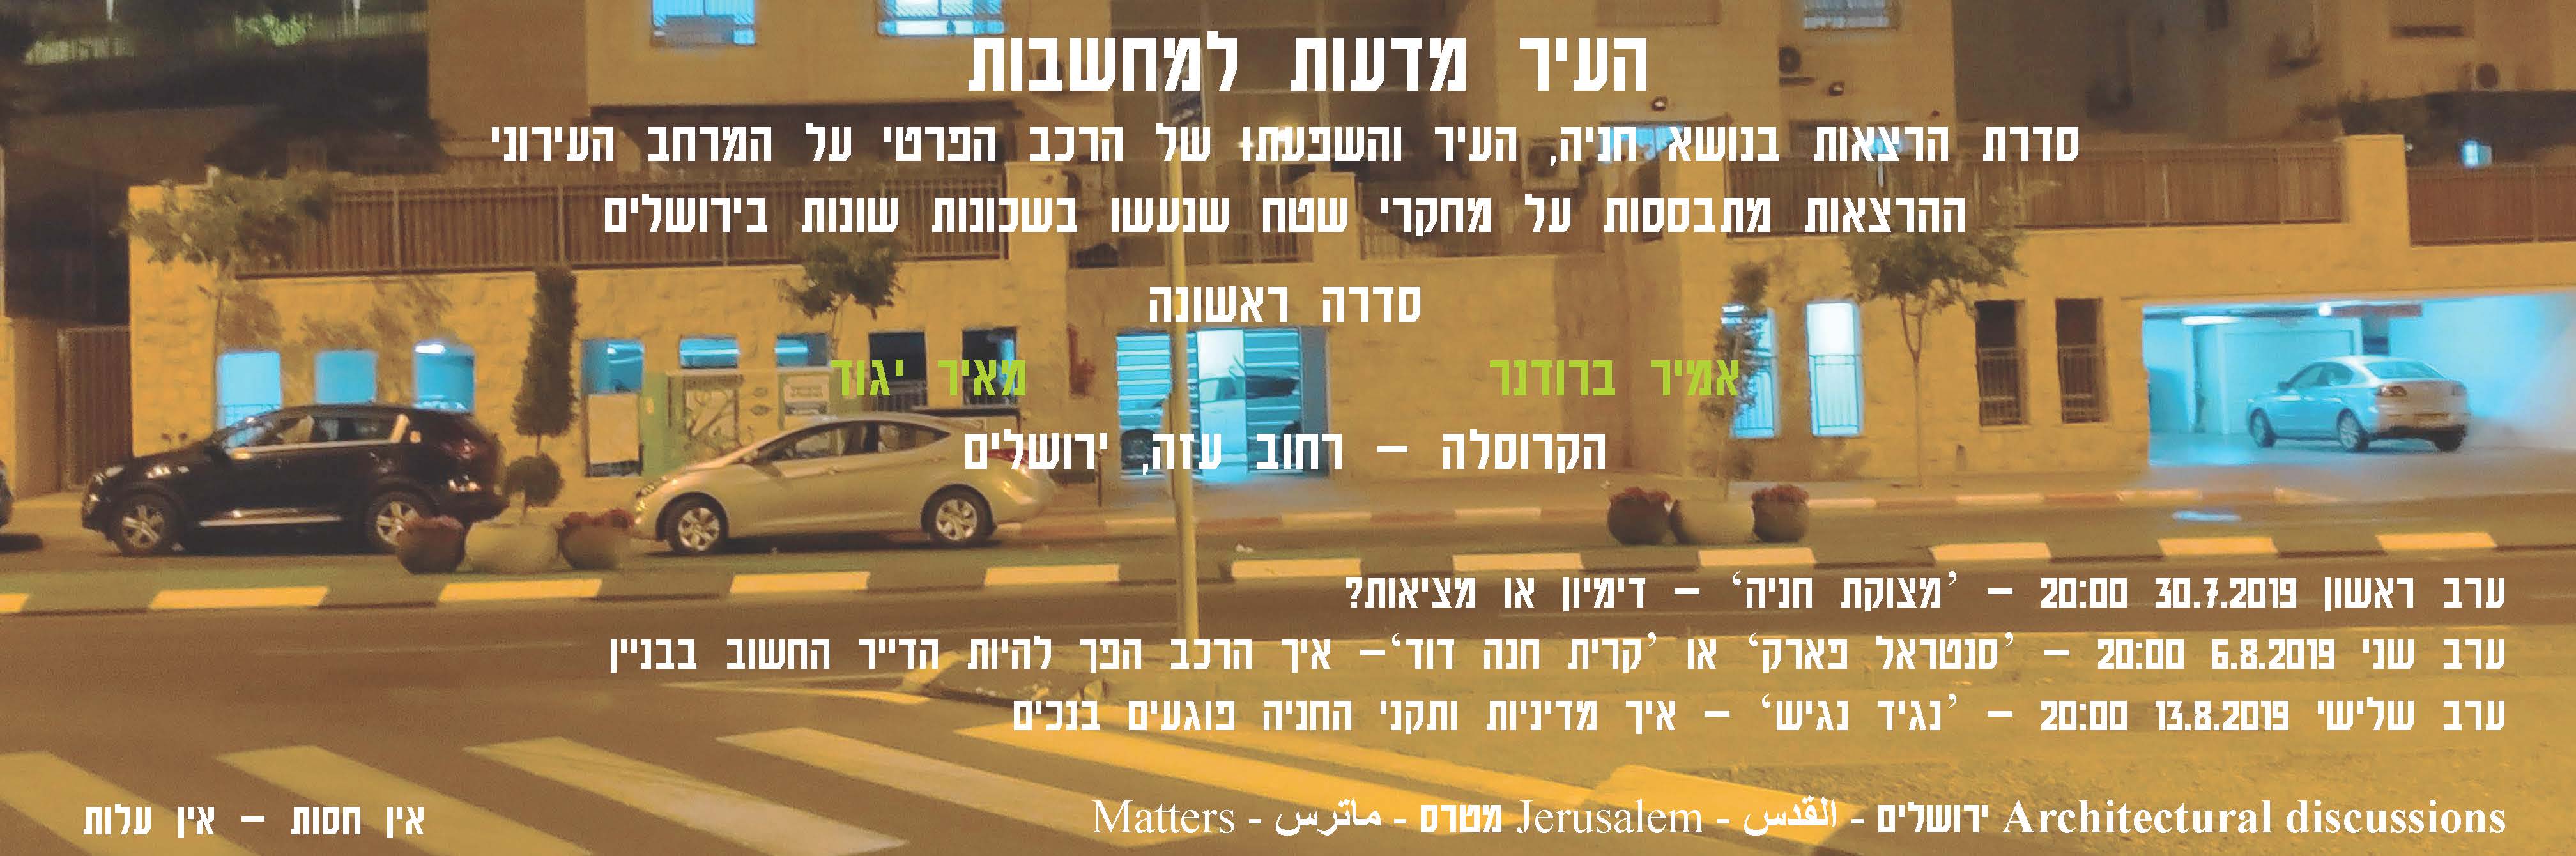 העיר מדעות למחשבות
סדרת הרצאות בנושא חניה, העיר והשפעתו של הרכב הפרטי על המרחב העירוני
ההרצאות מתבססות על מחקרי שטח שנעשו בשכונות שונות בירושלים
סדרה ראשונה
אמיר ברודנר מאיר יגוד
הקרוסלה – רחוב עזה, ירושלים
ערב ראשון 30.7.2019 20:00 – ’מצוקת חניה‘ – דימיון או מציאות?
ערב שני 6.8.2019 20:00 – ’סנטראל פארק‘ או ’קרית חנה דוד‘– איך הרכב הפך להיות הדייר החשוב בבניין
ערב שלישי 13.8.2019 20:00 – ’נגיד נגיש‘ – איך מדיניות ותקני החניה פוגעים בנכים
Architectural discussions ירושלים - القدس - Jerusalem מטרס - ماترس - Matters
אין חסות – אין עלות